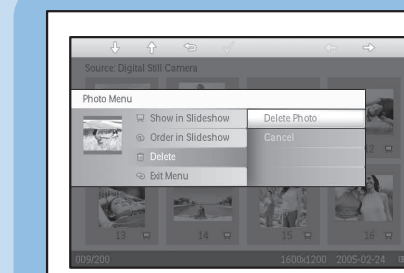 Source: Digital Still Camera
Photo Menu
Show in Slideshow
Delete Photo
Order in Slideshow
Cancel
Delete
12
Exit Menu
13
14
15
16
009/200
1600x1200
2005-02-24